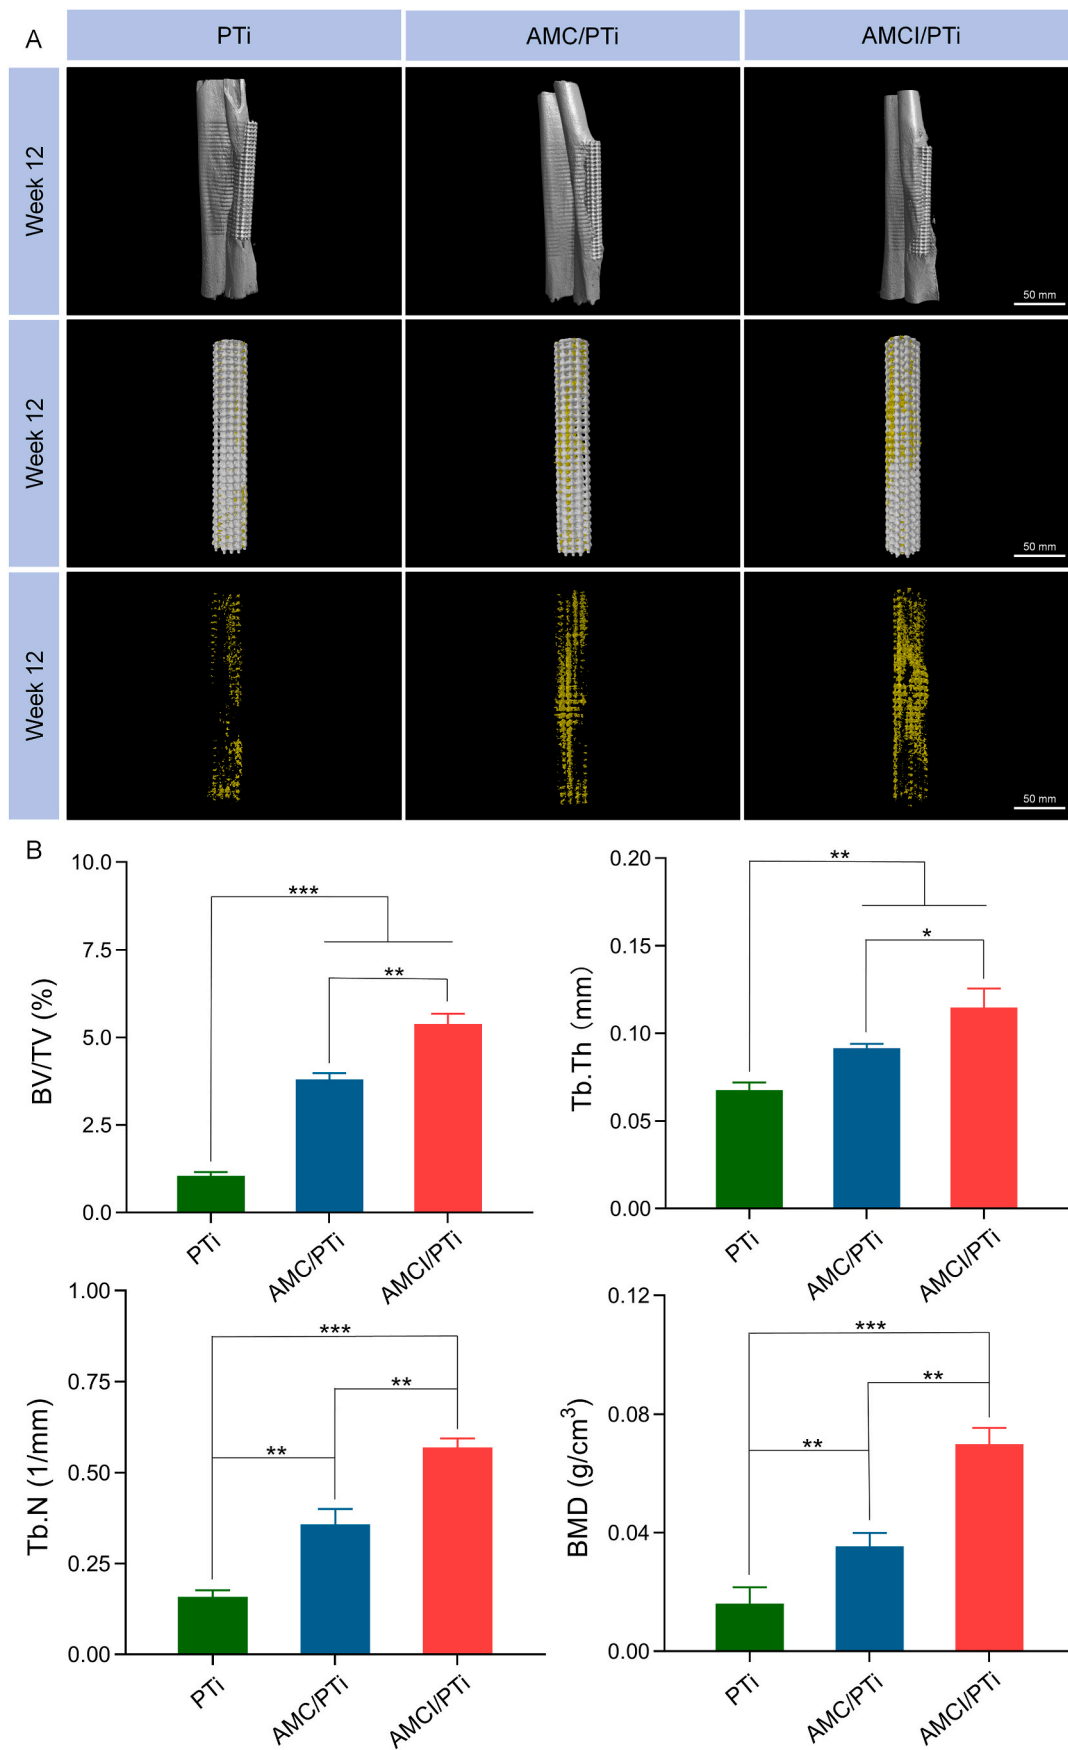 A
PTi
AMC/PTi
AMCI/PTi
Week 12
50 mm
Week 12
50 mm
Week 12
50 mm
B
BV/TV (%)
10.0
7.5
5.0
2.5
0.0
***
**
PTi
AMC/PTi
AMCI/PTi
Tb.Th (mm)
0.20
0.15
0.10
0.05
0.00
**
*
PTi
AMC/PTi
AMCI/PTi
Tb.N (1/mm)
1.00
0.75
0.50
0.25
0.00
***
**
**
PTi
AMC/PTi
AMCI/PTi
BMD (g/cm³)
0.12
0.08
0.04
0.00
***
**
**
PTi
AMC/PTi
AMCI/PTi